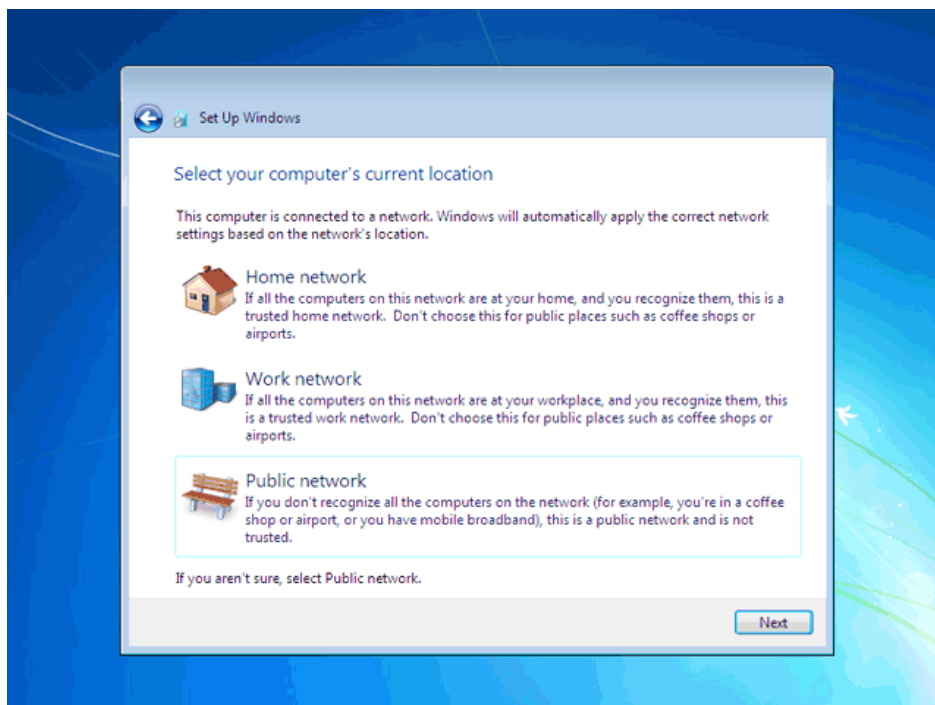 Set Up Windows
Select your computer's current location
This computer is connected to a network. Windows will automatically apply the correct network
settings based on the network's location.
Home network
If all the computers on this network are at your home, and you recognize them, this is a
trusted home network.  Don't choose this for public places such as coffee shops or
airports.
Work network
If all the computers on this network are at your workplace, and you recognize them, this
is a trusted work network.  Don't choose this for public places such as coffee shops or
airports.
Public network
If you don't recognize all the computers on the network (for example, you're in a coffee
shop or airport, or you have mobile broadband), this is a public network and is not
trusted.
If you aren't sure, select Public network.
Next